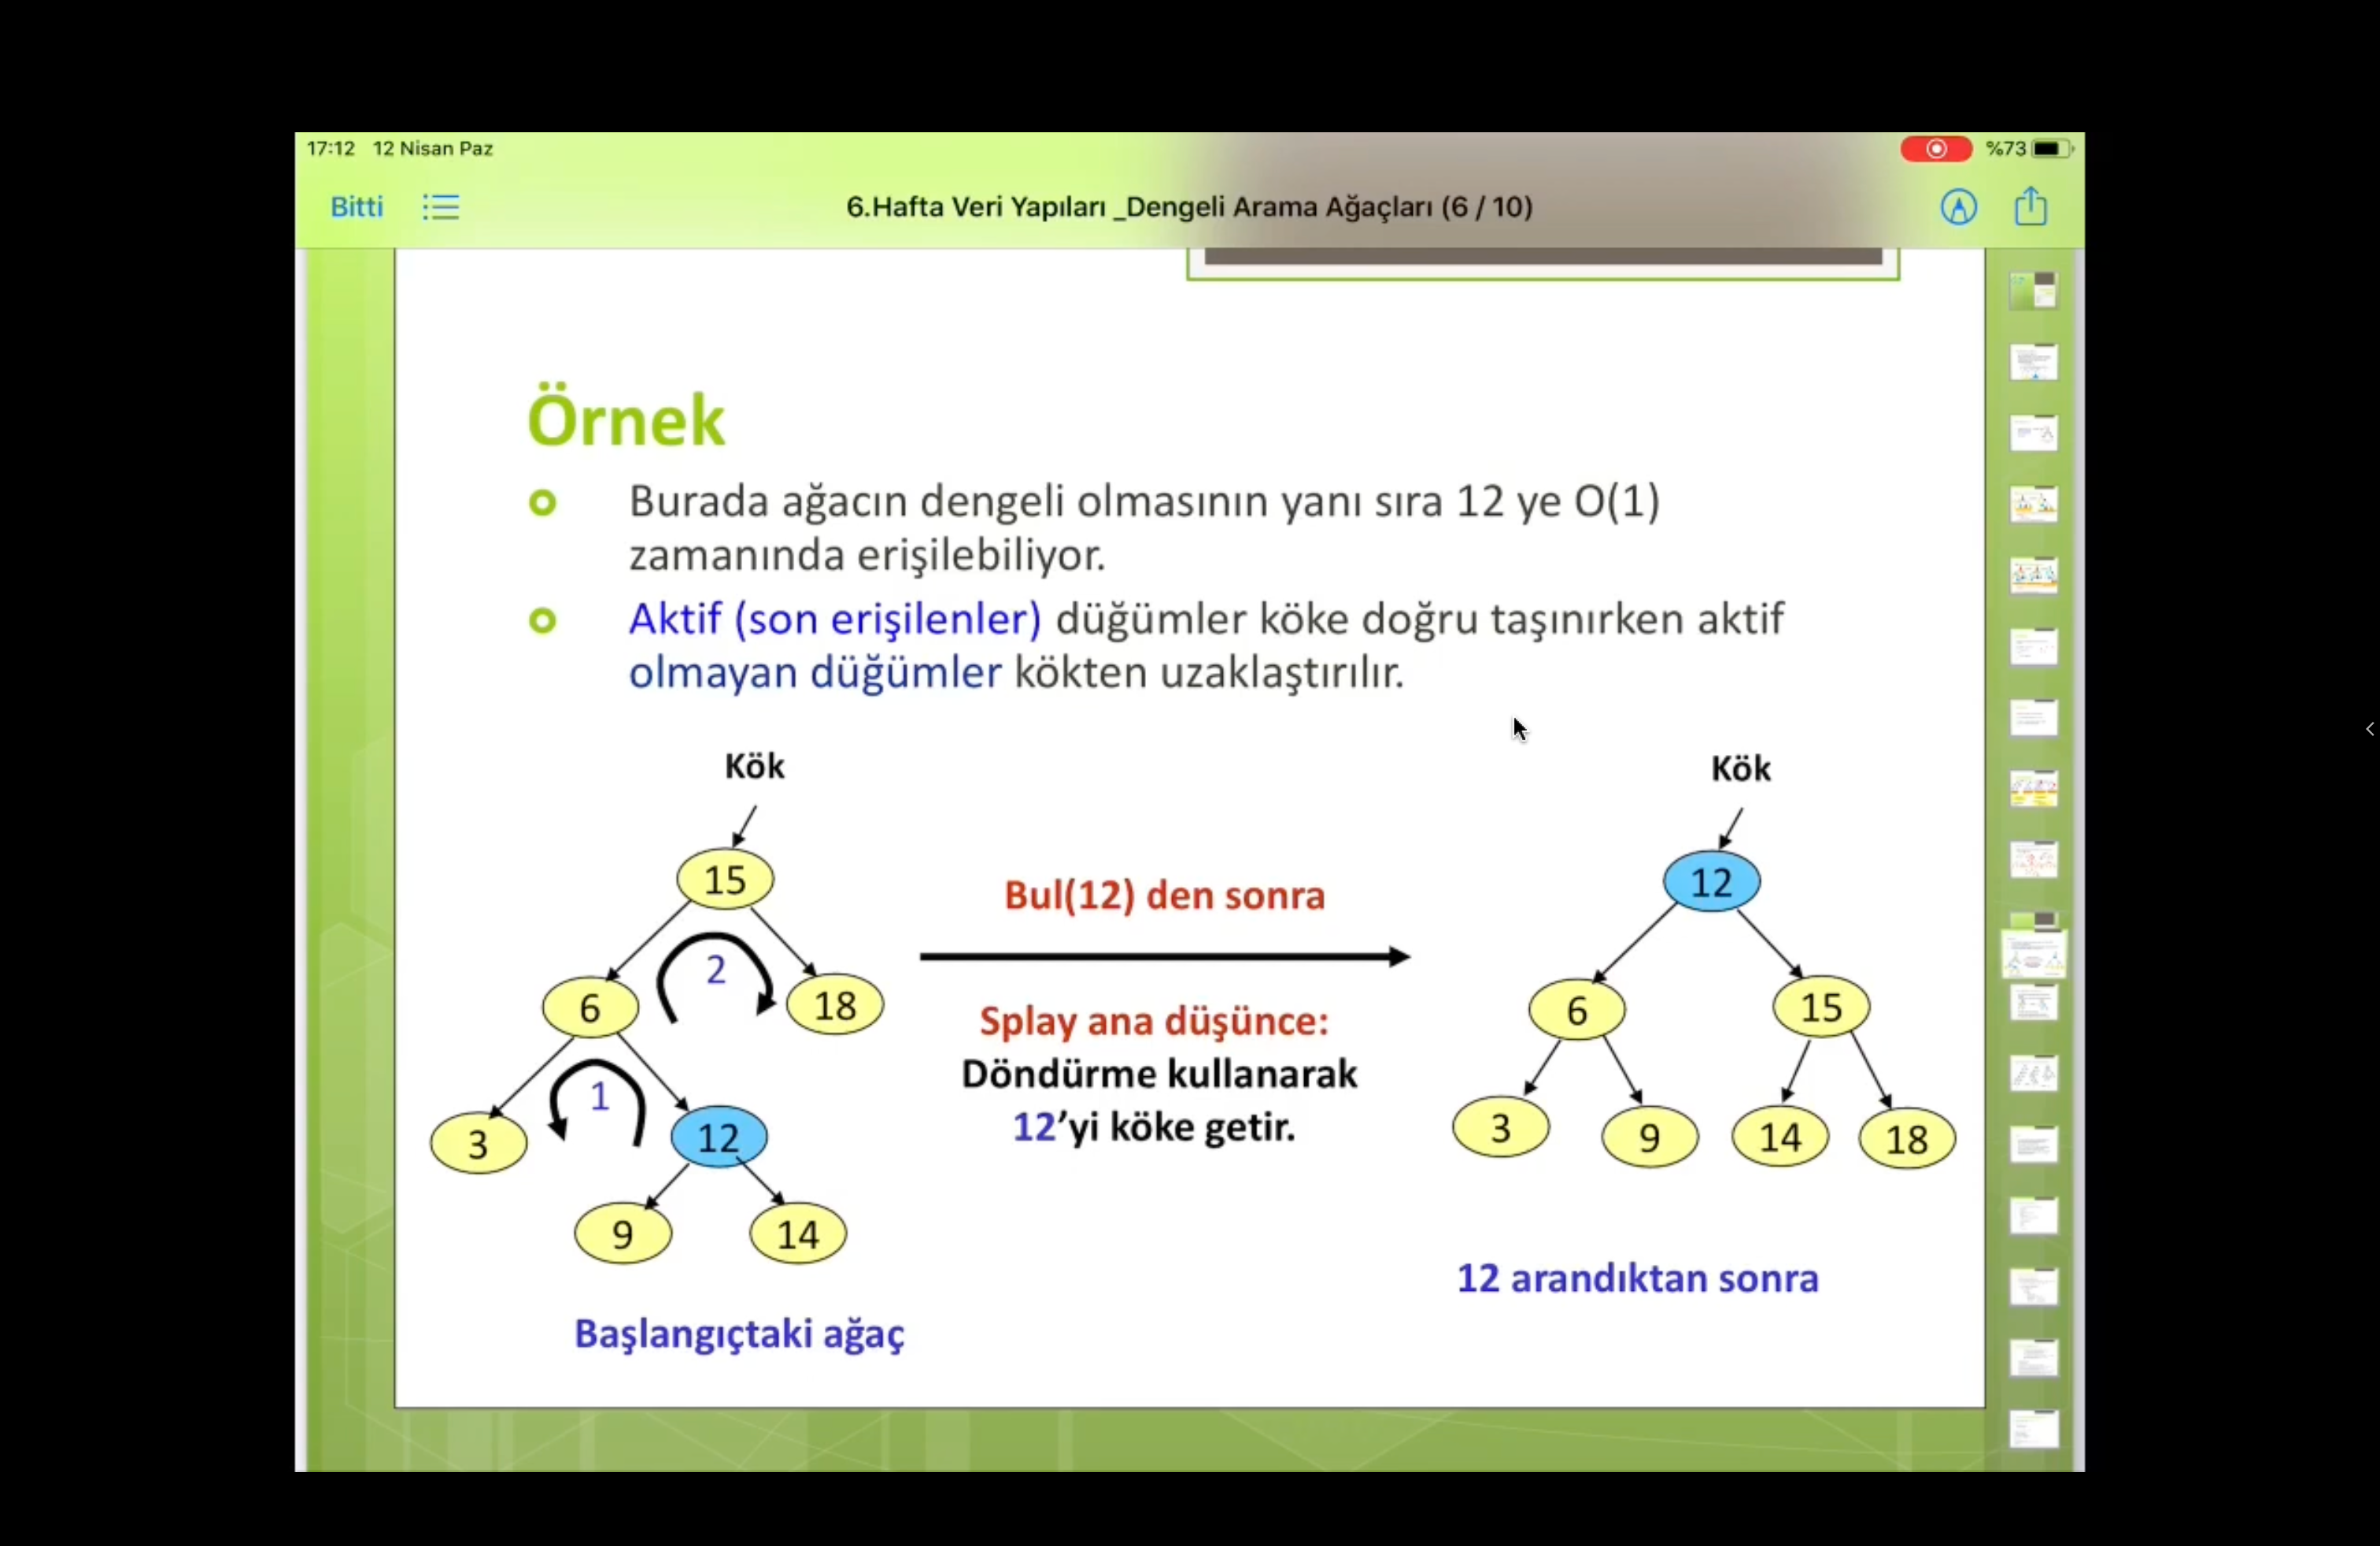 17:12 12 Nisan Paz
%73
Bitti
6.Hafta Veri Yapıları _Dengeli Arama Ağaçları (6 / 10)
Örnek
Burada ağacın dengeli olmasının yanı sıra 12 ye O(1)
zamanında erişilebiliyor.
Aktif (son erişilenler) düğümler köke doğru taşınırken aktif
olmayan düğümler kökten uzaklaştırılır.
Kök
15
2
6
18
1
3
12
9
14
Başlangıçtaki ağaç
Bul(12) den sonra
Splay ana düşünce:
Döndürme kullanarak
12'yi köke getir.
Kök
12
6
15
3
9
14
18
12 arandıktan sonra